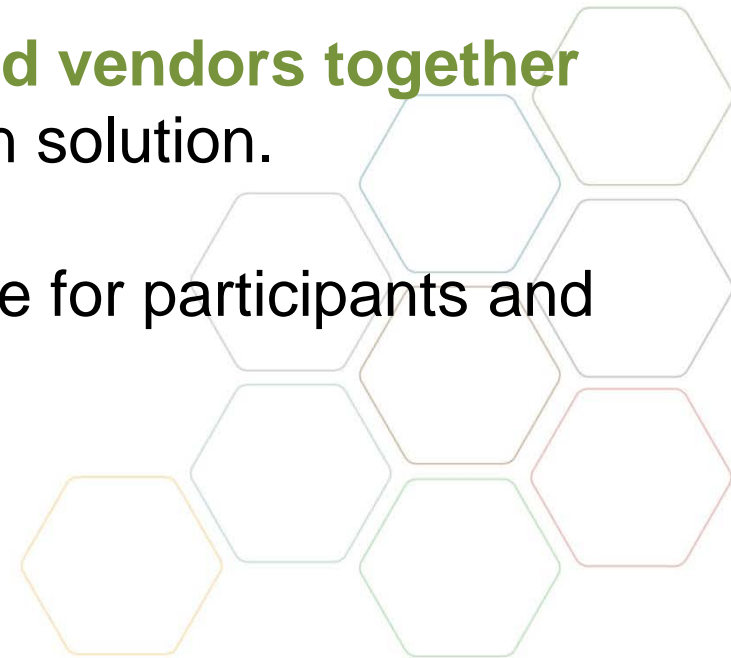 d vendors together
n solution.
e for participants and